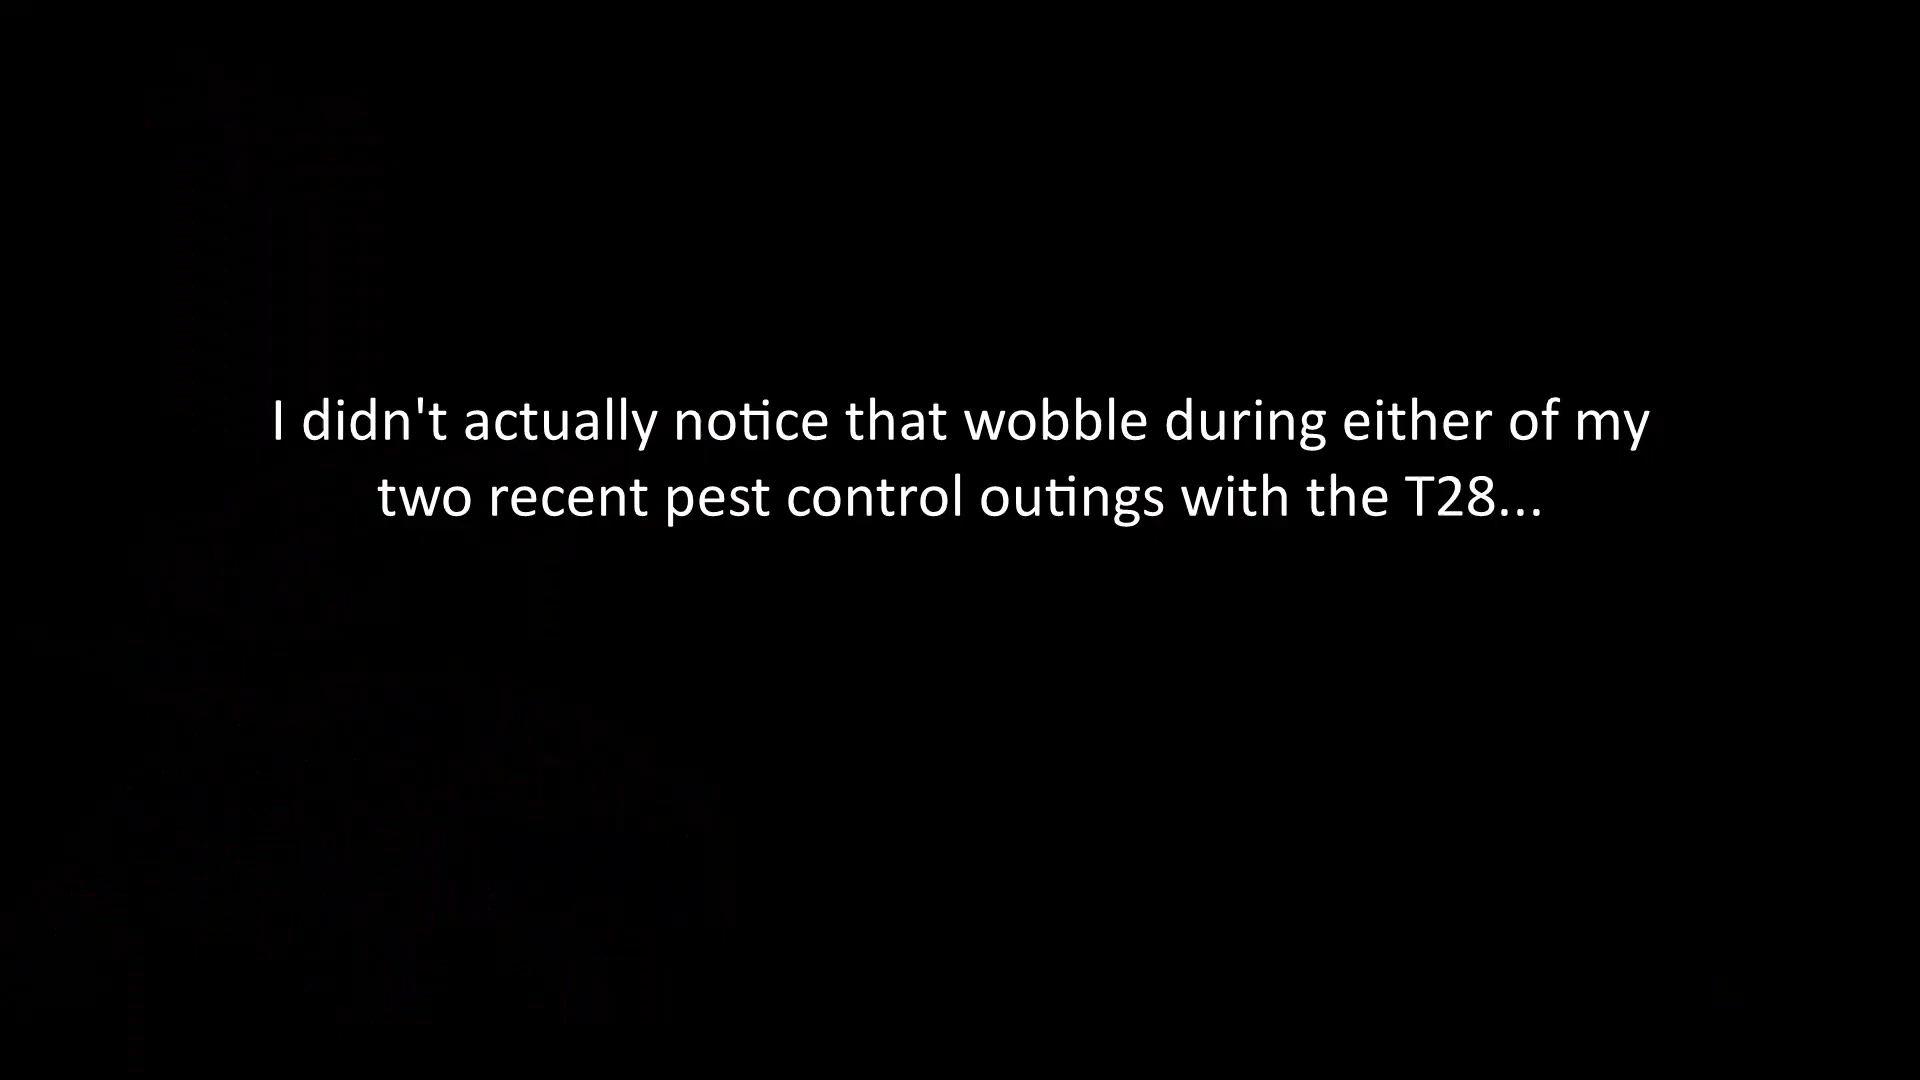 I didn't actually notice that wobble during either of my
two recent pest control outings with the T28...